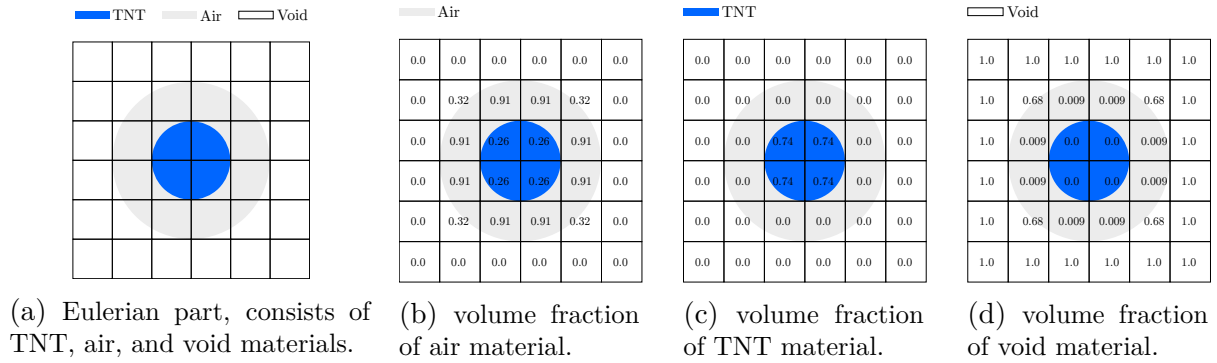 TNT Air Void
Air
TNT
Void
0.0 0.0 0.0 0.0 0.0 0.0
0.0 0.32 0.91 0.91 0.32 0.0
0.0 0.91 0.26 0.26 0.91 0.0
0.0 0.91 0.26 0.26 0.91 0.0
0.0 0.32 0.91 0.91 0.32 0.0
0.0 0.0 0.0 0.0 0.0 0.0
0.0 0.0 0.0 0.0 0.0 0.0
0.0 0.0 0.0 0.0 0.0 0.0
0.0 0.0 0.74 0.74 0.0 0.0
0.0 0.0 0.74 0.74 0.0 0.0
0.0 0.0 0.0 0.0 0.0 0.0
0.0 0.0 0.0 0.0 0.0 0.0
1.0 1.0 1.0 1.0 1.0 1.0
1.0 0.68 0.009 0.009 0.68 1.0
1.0 0.009 0.0 0.0 0.009 1.0
1.0 0.009 0.0 0.0 0.009 1.0
1.0 0.68 0.009 0.009 0.68 1.0
1.0 1.0 1.0 1.0 1.0 1.0
(a) Eulerian part, consists of
TNT, air, and void materials.
(b) volume fraction
of air material.
(c) volume fraction
of TNT material.
(d) volume fraction
of void material.